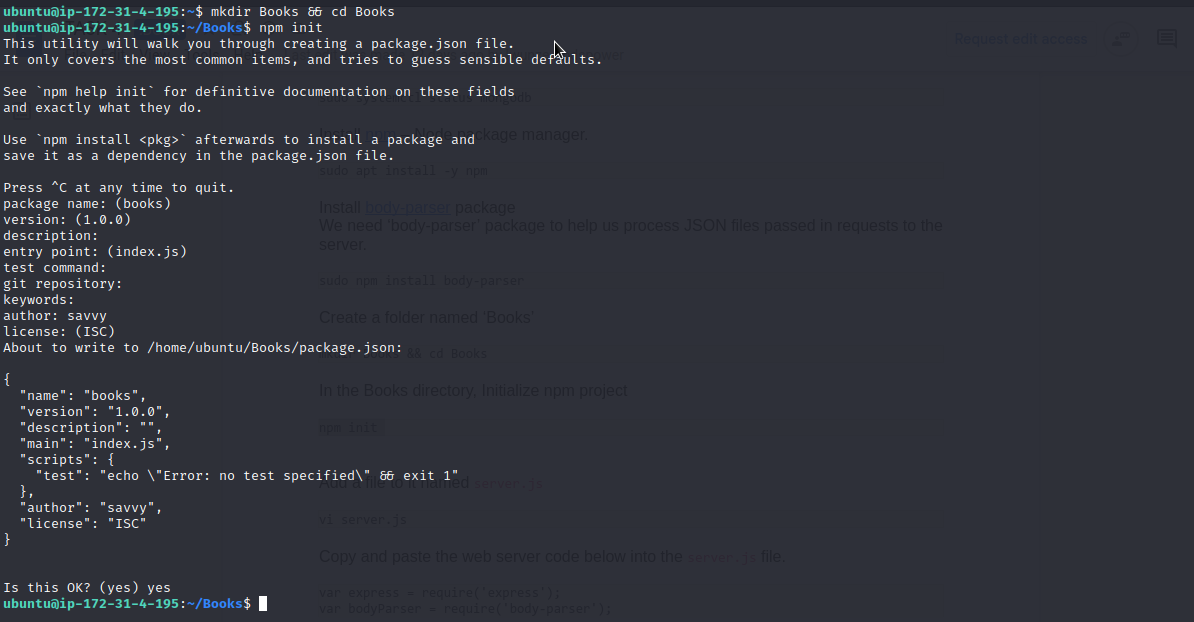 ubuntu@ip-172-31-4-195:~$ mkdir Books && cd Books
ubuntu@ip-172-31-4-195:~/Books$ npm init
This utility will walk you through creating a package.json file.
It only covers the most common items, and tries to guess sensible defaults.
Request edit access
See `npm help init` for definitive documentation on these fields
and exactly what they do.
Use `npm install <pkg>` afterwards to install a package and
save it as a dependency in the package.json file.
Press ^C at any time to quit.
package name: (books)
version: (1.0.0)
description:
entry point: (index.js)
test command:
git repository:
keywords:
author: savvy
license: (ISC)
About to write to /home/ubuntu/Books/package.json:
{
"name": "books",
"version": "1.0.0",
"description": "",
"main": "index.js",
"scripts": {
"test": "echo \"Error: no test specified\" && exit 1"
},
"author": "savvy",
"license": "ISC"
}
Is this OK? (yes) yes
ubuntu@ip-172-31-4-195:~/Books$
sudo systemctl status mongodb
Node package manager.
sudo apt install -y npm
Install body-parser package
We need 'body-parser' package to help us process JSON files passed in requests to the
server.
sudo npm install body-parser
Create a folder named 'Books'
&& cd Books
In the Books directory, Initialize npm project
npm init
Add a file to it named server.js
vi server.js
Copy and paste the web server code below into the server.js file.
var express = require('express');
var bodyParser = require('body-parser');